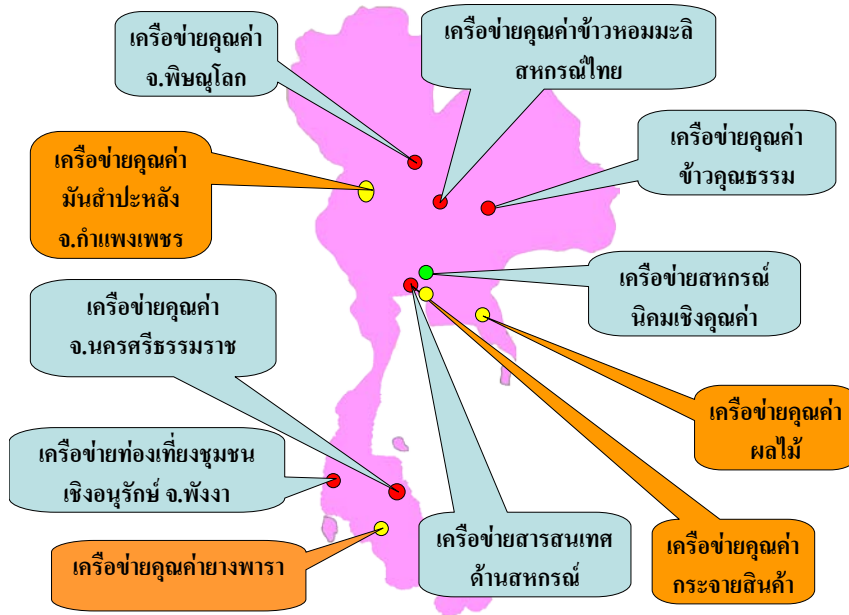 เครือข่ายคุณค่า
จ.พิษณุโลก
เครือข่ายคุณค่าข้าวหอมมะลิ
สหกรณ์ไทย
เครือข่ายคุณค่า
ข้าวคุณธรรม
เครือข่ายคุณค่า
มันสำปะหลัง
จ.กำแพงเพชร
เครือข่ายสหกรณ์
นิคมเชิงคุณค่า
เครือข่ายคุณค่า
จ.นครศรีธรรมราช
เครือข่ายคุณค่า
ผลไม้
เครือข่ายท่องเที่ยงชุมชน
เชิงอนุรักษ์ จ.พังงา
เครือข่ายสารสนเทศ
ด้านสหกรณ์
เครือข่ายคุณค่า
กระจายสินค้า
เครือข่ายคุณค่ายางพารา